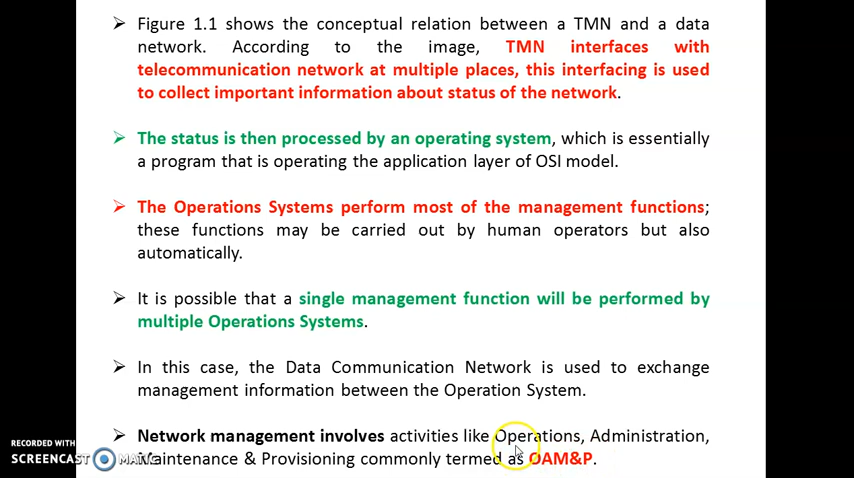 ➢ Figure 1.1 shows the conceptual relation between a TMN and a data
network. According to the image, TMN interfaces with
telecommunication network at multiple places, this interfacing is used
to collect important information about status of the network.
➢ The status is then processed by an operating system, which is essentially
a program that is operating the application layer of OSI model.
➢ The Operations Systems perform most of the management functions;
these functions may be carried out by human operators but also
automatically.
➢ It is possible that a single management function will be performed by
multiple Operations Systems.
➢ In this case, the Data Communication Network is used to exchange
management information between the Operation System.
➢ Network management involves activities like Operations, Administration,
Maintenance & Provisioning commonly termed as OAM&P.
RECORDED WITH
SCREENCAST MATIC